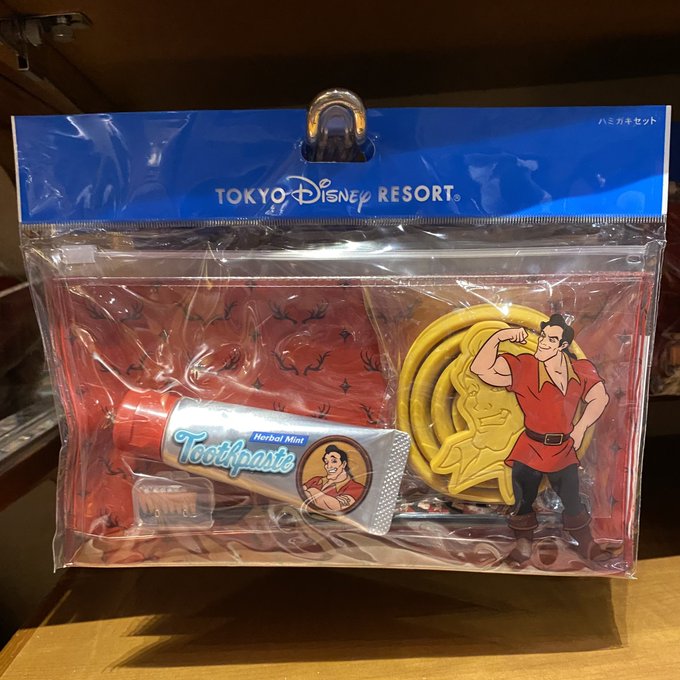 ハミガキセット
TOKYO Disney RESORT®
Herbal Mint
Toothpaste